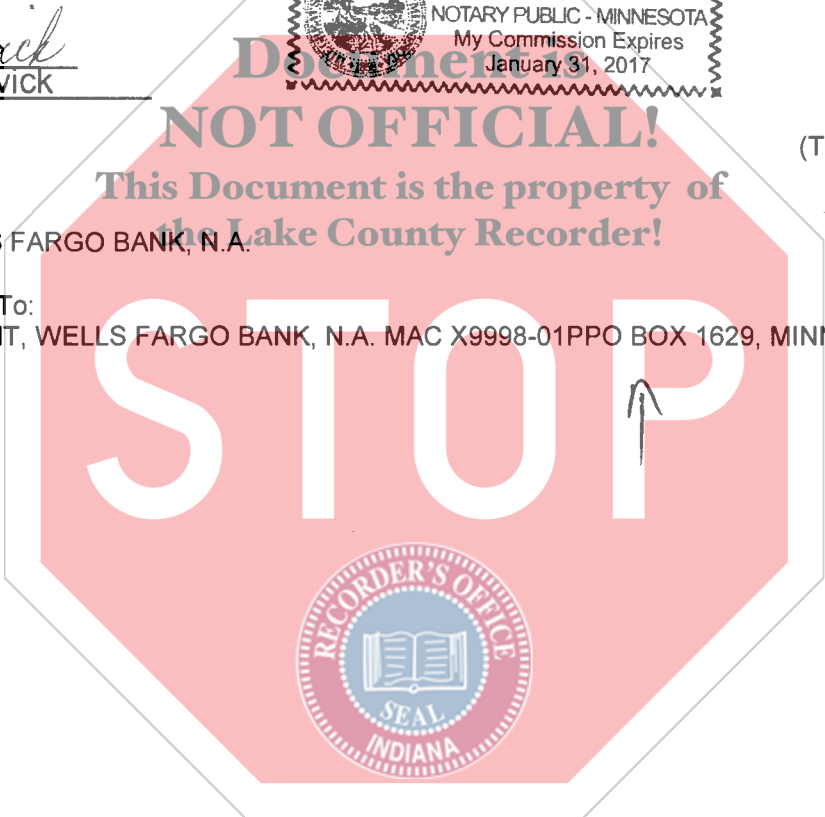 NOTARY PUBLIC - MINNESOTA
My Commission Expires
January 31, 2017
vick
Document is
NOT OFFICIAL!
(T
This Document is the property of
the Lake County Recorder!
S FARGO BANK, N.A.
To:
IT, WELLS FARGO BANK, N.A. MAC X9998-01PPO BOX 1629, MINN
STOP
RECORDER'S OFFICE
SEAL
INDIANA